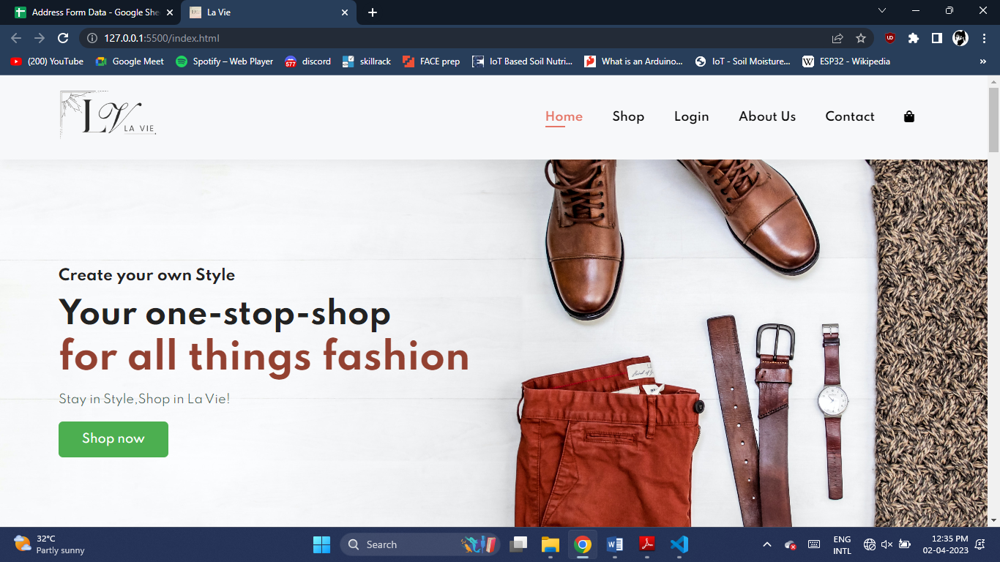 Address Form Data - Google She
La Vie
127.0.0.1:5500/index.html
(200) YouTube
Google Meet
Spotify – Web Player
577
discord
skillrack
FACE prep
IoT Based Soil Nutri...
What is an Arduino...
IoT - Soil Moisture...
W
ESP32 - Wikipedia
»
LV
LA VIE
Home
Shop
Login
About Us
Contact
Create your own Style
Your one-stop-shop
for all things fashion
Stay in Style,Shop in La Vie!
Shop now
32°C
Partly sunny
Search
ENG
INTL
12:35 PM
02-04-2023